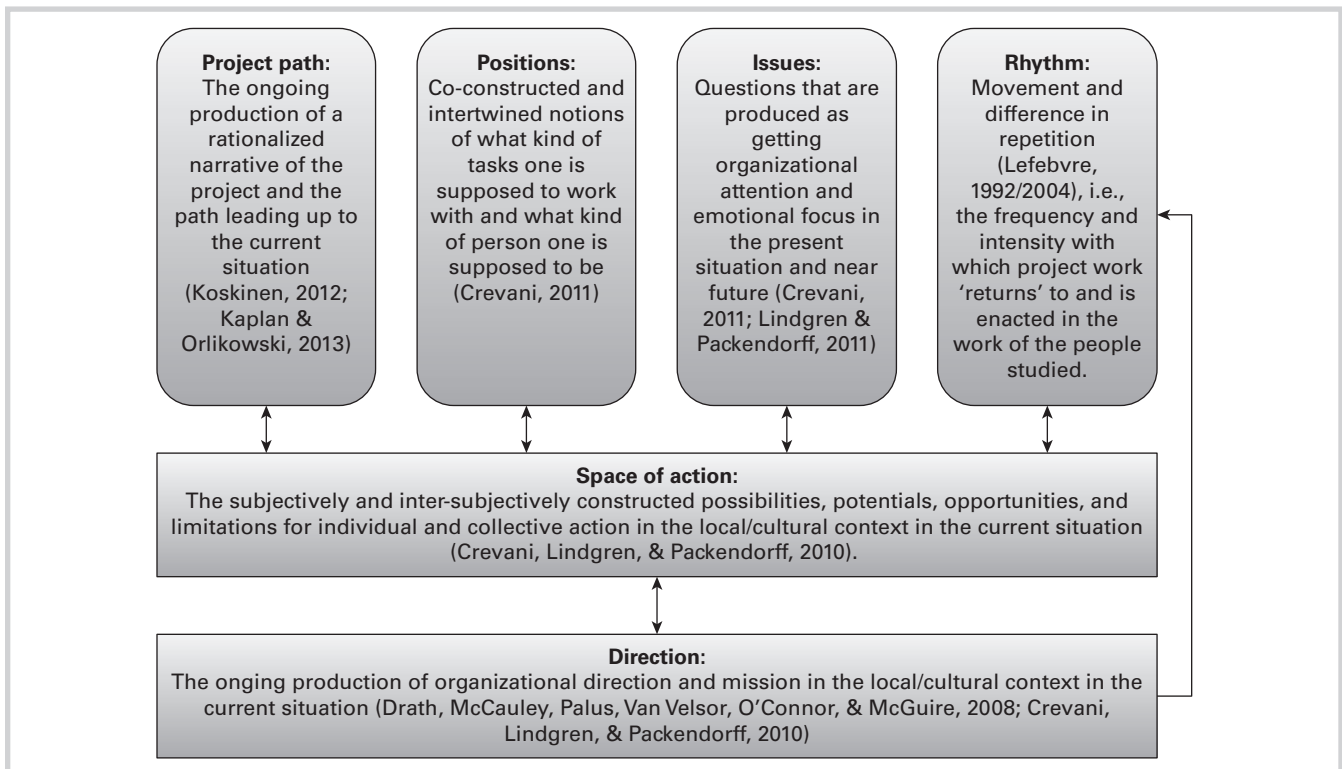 Project path:
The ongoing
production of a
rationalized
narrative of the
project and the
path leading up to
the current
situation
(Koskinen, 2012;
Kaplan &
Orlikowski, 2013)
Positions:
Co-constructed and
intertwined notions
of what kind of
tasks one is
supposed to work
with and what kind
of person one is
supposed to be
(Crevani, 2011)
Issues:
Questions that are
produced as
getting
organizational
attention and
emotional focus in
the present
situation and near
future (Crevani,
2011; Lindgren &
Packendorff, 2011)
Rhythm:
Movement and
difference in
repetition
(Lefebvre,
1992/2004), i.e.,
the frequency and
intensity with
which project work
‘returns’ to and is
enacted in the
work of the people
studied.
Space of action:
The subjectively and inter-subjectively constructed possibilities, potentials, opportunities, and
limitations for individual and collective action in the local/cultural context in the current situation
(Crevani, Lindgren, & Packendorff, 2010).
Direction:
The onging production of organizational direction and mission in the local/cultural context in the
current situation (Drath, McCauley, Palus, Van Velsor, O’Connor, & McGuire, 2008; Crevani,
Lindgren, & Packendorff, 2010)